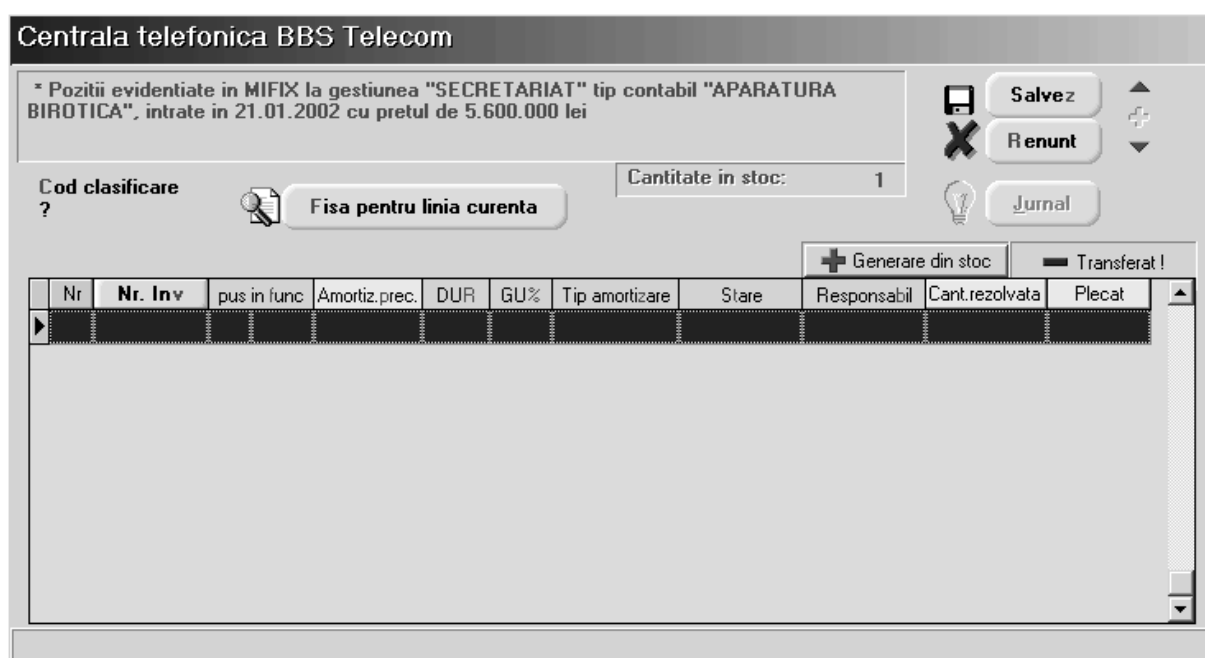 Centrala telefonica BBS Telecom
* Pozitii evidentiate in MIFIX la gestiunea "SECRETARIAT" tip contabil "APARATURA
BIROTICA", intrate in 21.01.2002 cu pretul de 5.600.000 lei
Salvez
Renunt
Cantitate in stoc: 1
Cod clasificare
?
Fisa pentru linia curenta
Jurnal
Generare din stoc
Transferat !
Nr Nr. Inv pus in func Amortiz.prec. DUR GU% Tip amortizare Stare Responsabil Cant.rezolvata Plecat